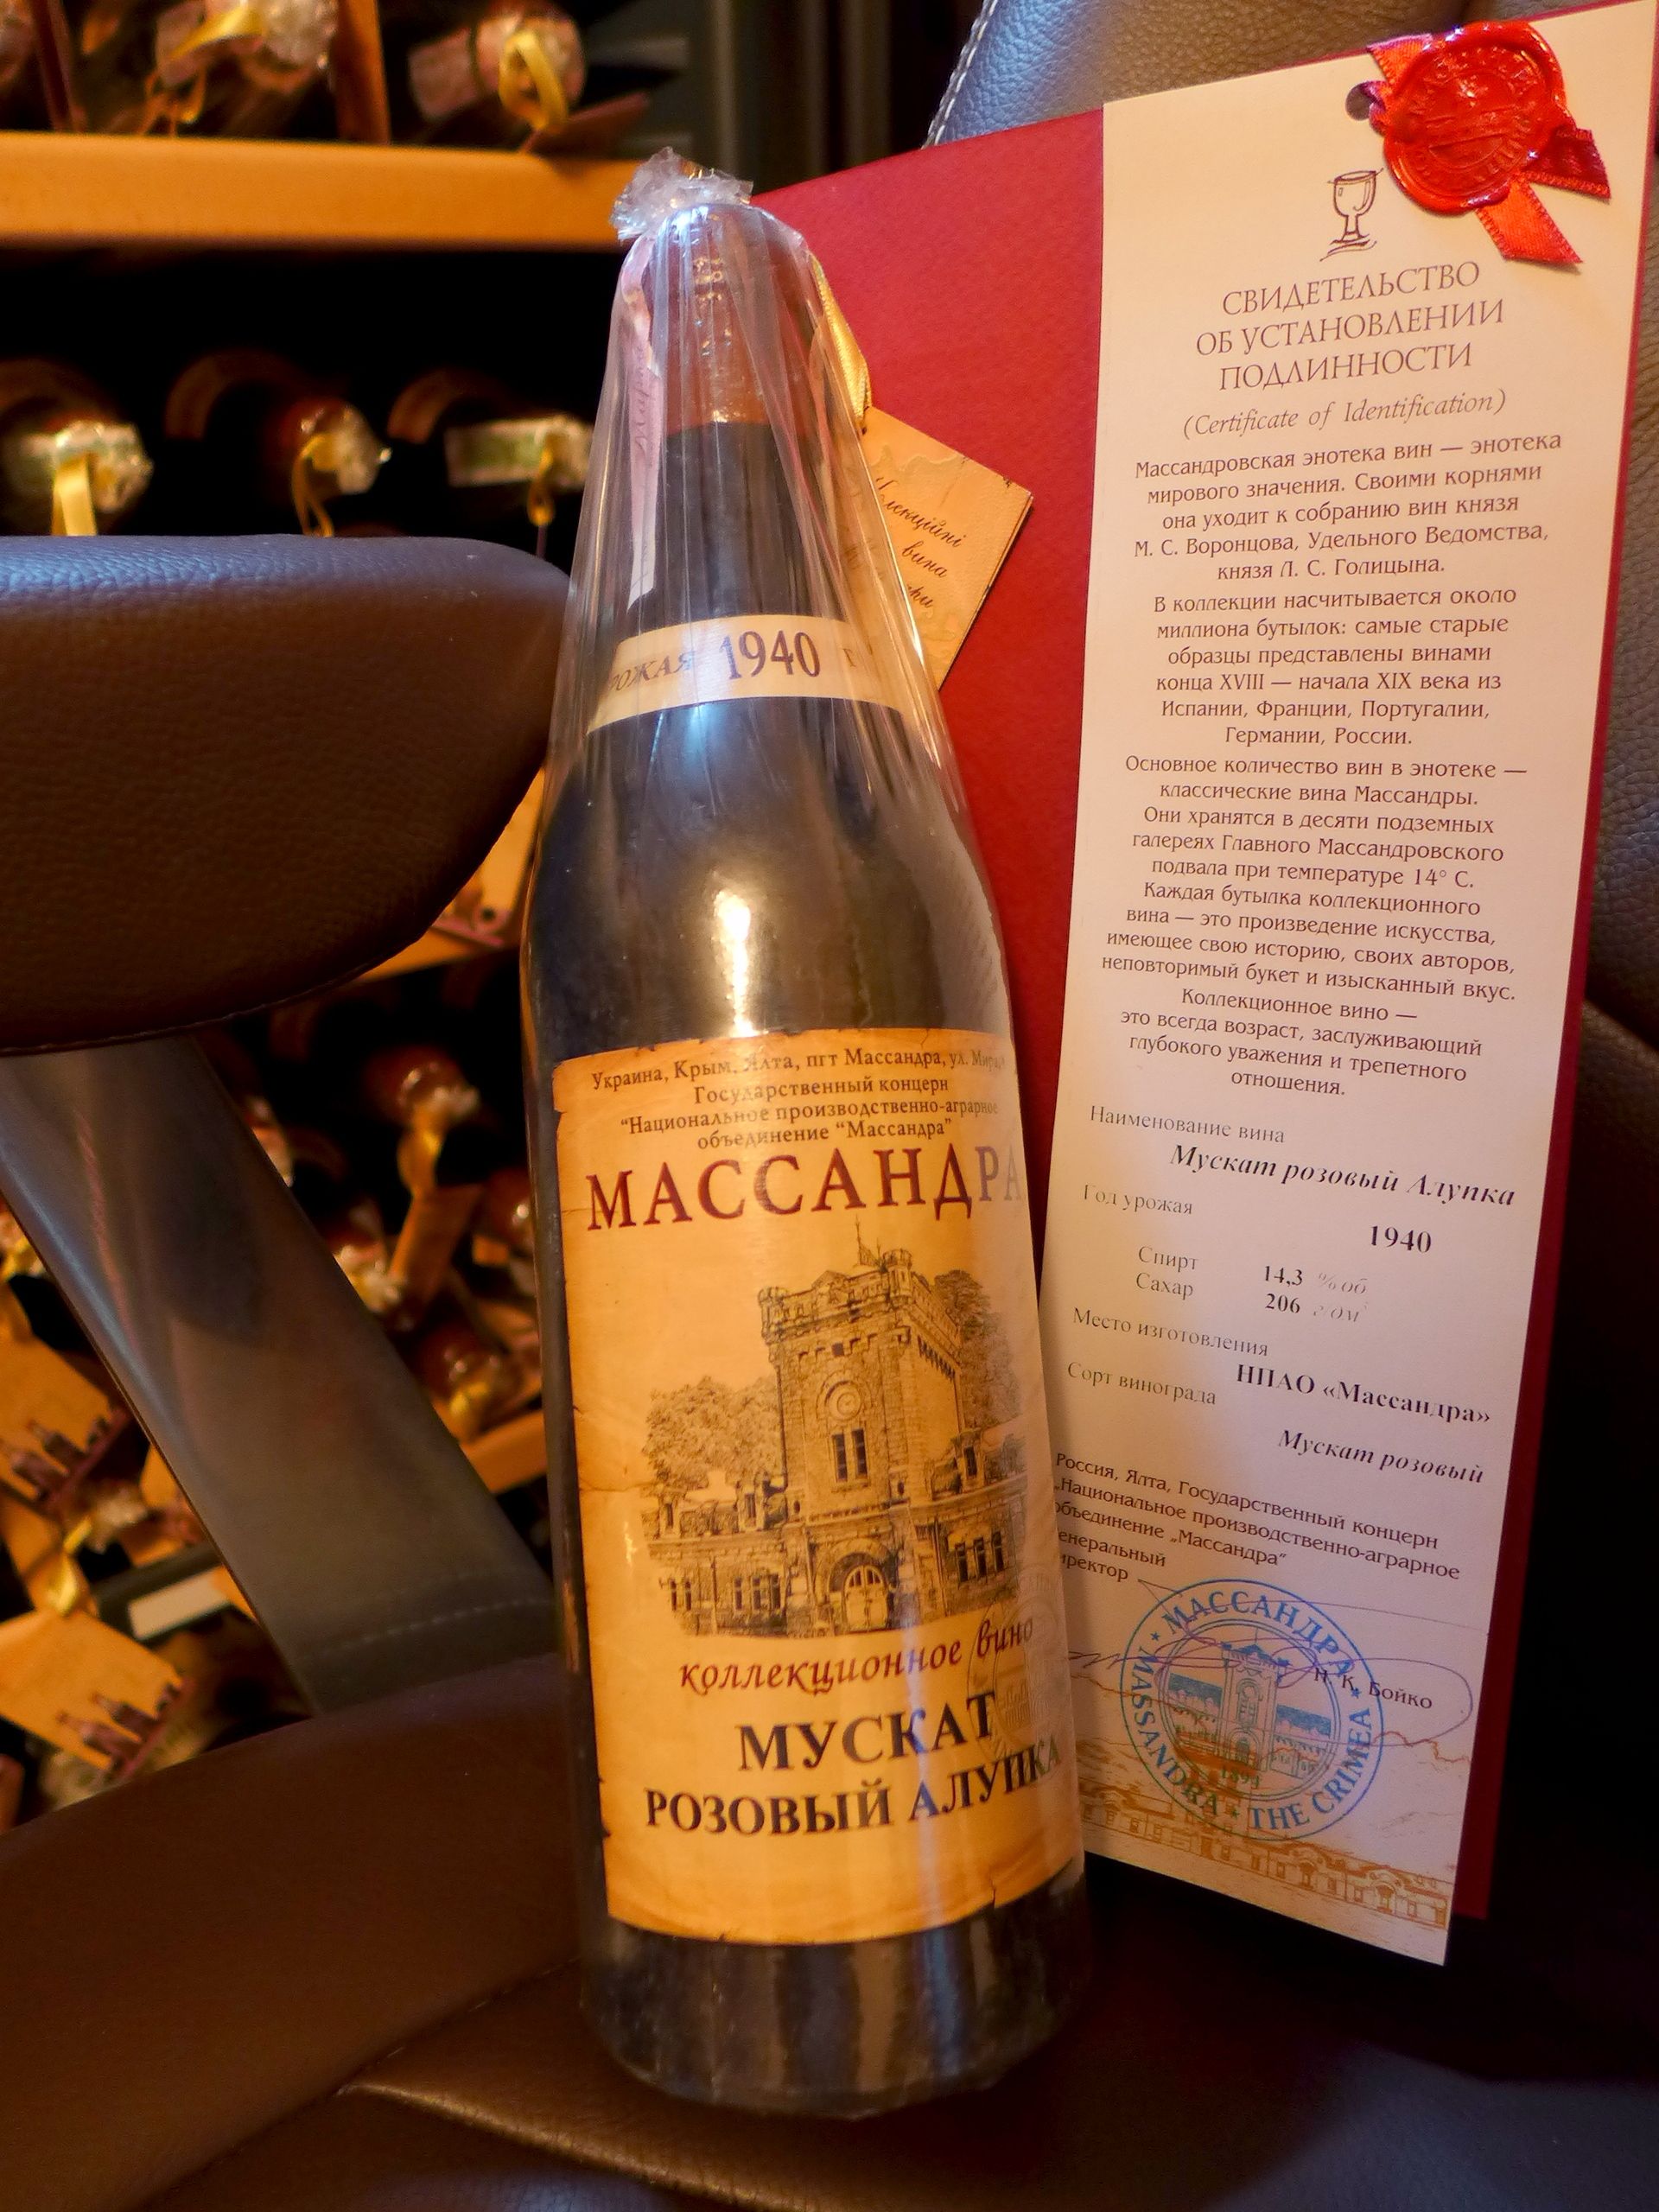 1940 г
Украина, Крым, Ялта, пгт Массандра, ул.
Государственный концерн
"Национальное производственно-аграрное
объединение "Массандра"
МАССАНДРА
коллекционное вино
МУСКАТ
РОЗОВЫЙ АЛУПКА
вина
СВИДЕТЕЛЬСТВО
ОБ УСТАНОВЛЕНИИ
ПОДЛИННОСТИ
(Certificate of Identification)
Массандровская энотека вин — энотека
мирового значения. Своими корнями
она уходит к собранию вин князя
М. С. Воронцова, Удельного Ведомства,
князя Л. С. Голицына.
В коллекции насчитывается около
миллиона бутылок: самые старые
образцы представлены винами
конца XVIII — начала XIX века из
Испании, Франции, Португалии,
Германии, России.
Основное количество вин в энотеке —
классические вина Массандры.
Они хранятся в десяти подземных
галереях Главного Массандровского
подвала при температуре 14° С.
Каждая бутылка коллекционного
вина — это произведение искусства,
имеющее свою историю, своих авторов,
неповторимый букет и изысканный вкус.
Коллекционное вино —
это всегда возраст, заслуживающий
глубокого уважения и трепетного
отношения.
Наименование вина
Мускат розовый Алупка
Год урожая
1940
Спирт 14,3 % об
Сахар 206
Место изготовления
НПАО «Массандра»
Сорт винограда
Мускат розовый
Россия, Ялта, Государственный концерн
„Национальное производственно-аграрное
объединение „Массандра"
енеральный
иректор
Н. К. Бойко
МАССАНДРА
MASSANDRA • THE CRIMEA
1894